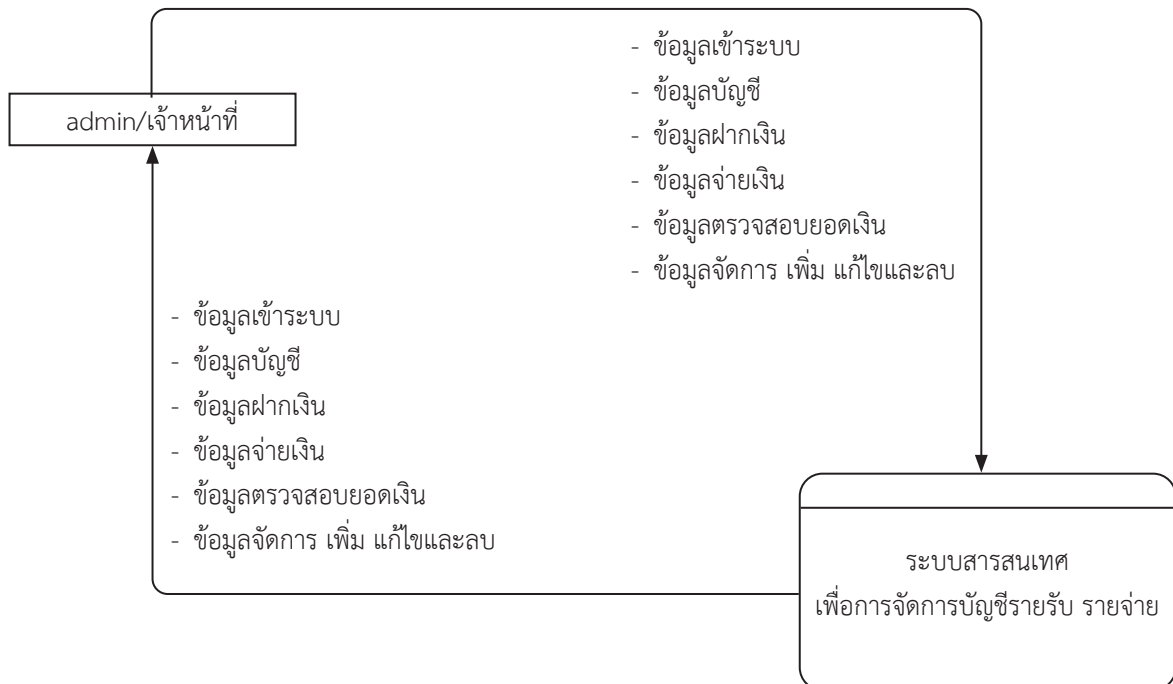 - ข้อมูลเข้าระบบ
- ข้อมูลบัญชี
- ข้อมูลฝากเงิน
- ข้อมูลจ่ายเงิน
- ข้อมูลตรวจสอบยอดเงิน
- ข้อมูลจัดการ เพิ่ม แก้ไขและลบ
admin/เจ้าหน้าที่
- ข้อมูลเข้าระบบ
- ข้อมูลบัญชี
- ข้อมูลฝากเงิน
- ข้อมูลจ่ายเงิน
- ข้อมูลตรวจสอบยอดเงิน
- ข้อมูลจัดการ เพิ่ม แก้ไขและลบ
ระบบสารสนเทศ
เพื่อการจัดการบัญชีรายรับ รายจ่าย